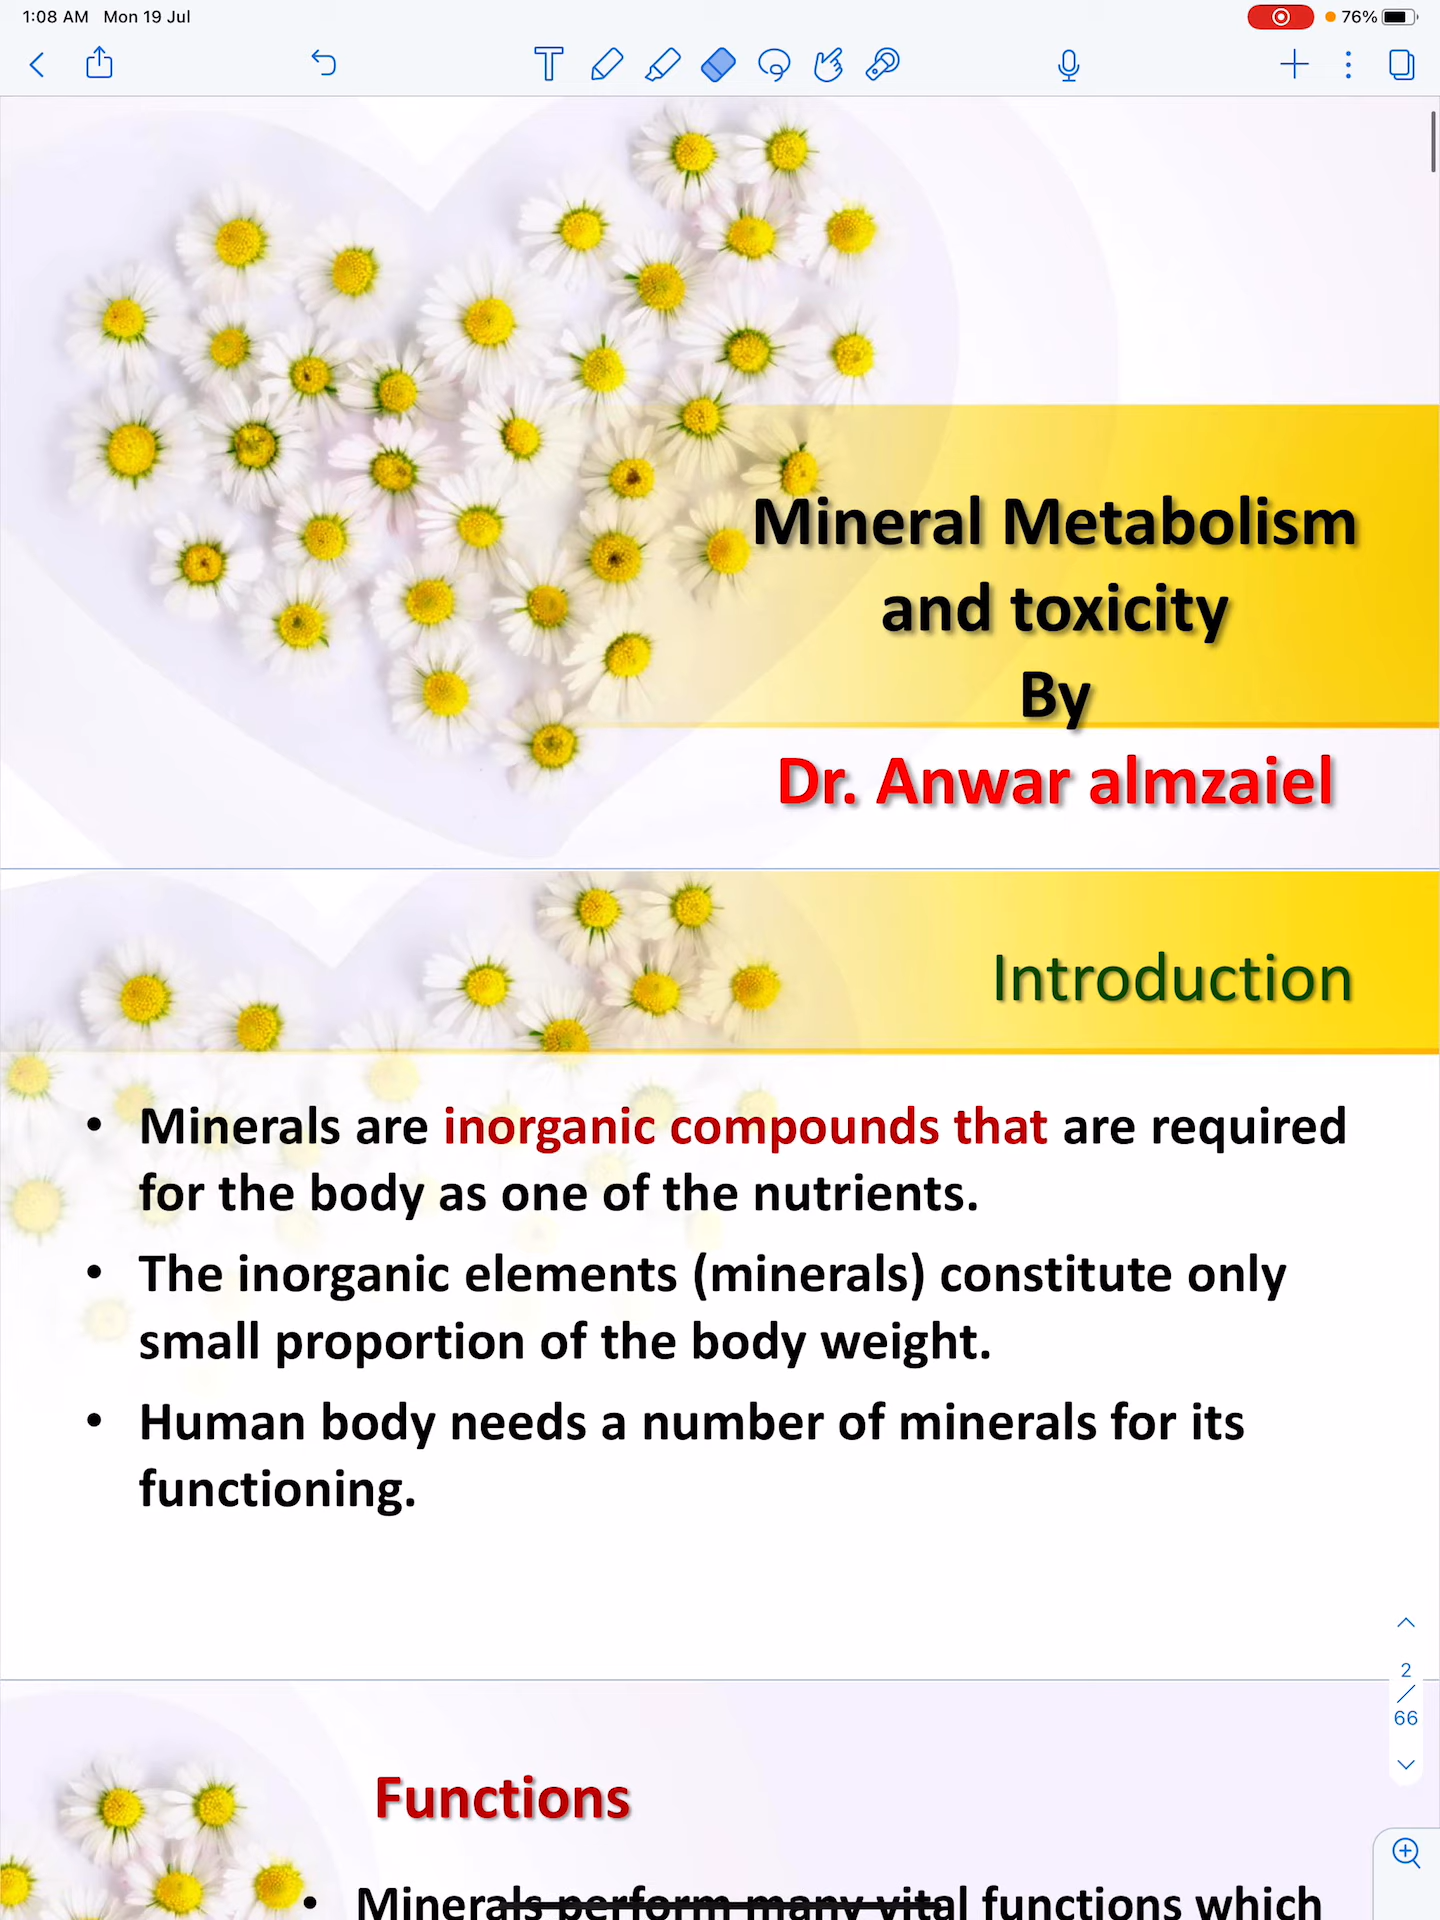 1:08 AM Mon 19 Jul
76%
Mineral Metabolism
and toxicity
By
Dr. Anwar almzaiel
Introduction
• Minerals are inorganic compounds that are required
for the body as one of the nutrients.
• The inorganic elements (minerals) constitute only
small proportion of the body weight.
• Human body needs a number of minerals for its
functioning.
2
/
66
Functions
• Minerals perform many vital functions which